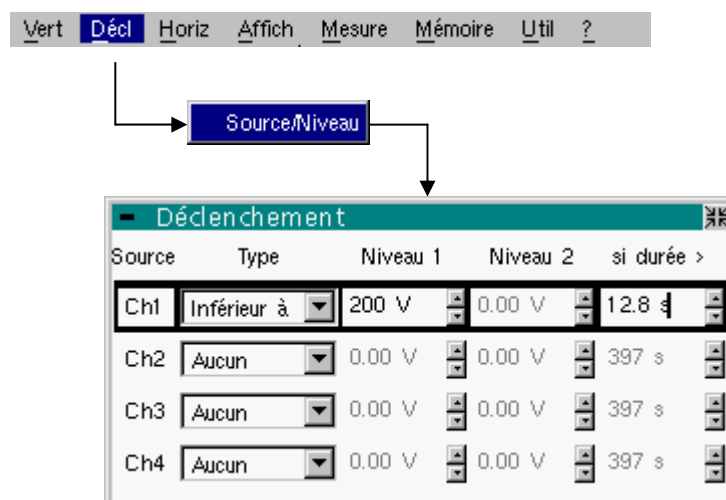 Vert Décl Horiz Affich Mesure Mémoire Util ?
Source/Niveau
Déclenchement
Source Type Niveau 1 Niveau 2 si durée >
Ch1 Inférieur à 200 V 0.00 V 12.8 s
Ch2 Aucun 0.00 V 0.00 V 397 s
Ch3 Aucun 0.00 V 0.00 V 397 s
Ch4 Aucun 0.00 V 0.00 V 397 s